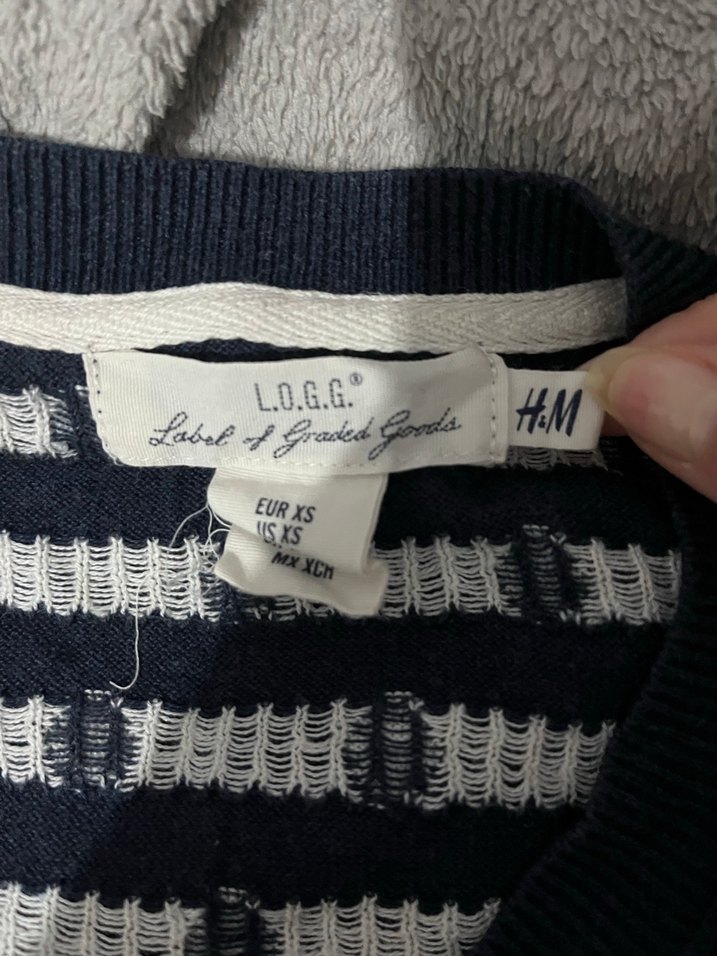 L.O.G.G.®
Label of Graded Goods
H&M
EUR XS
US XS
MX XCH